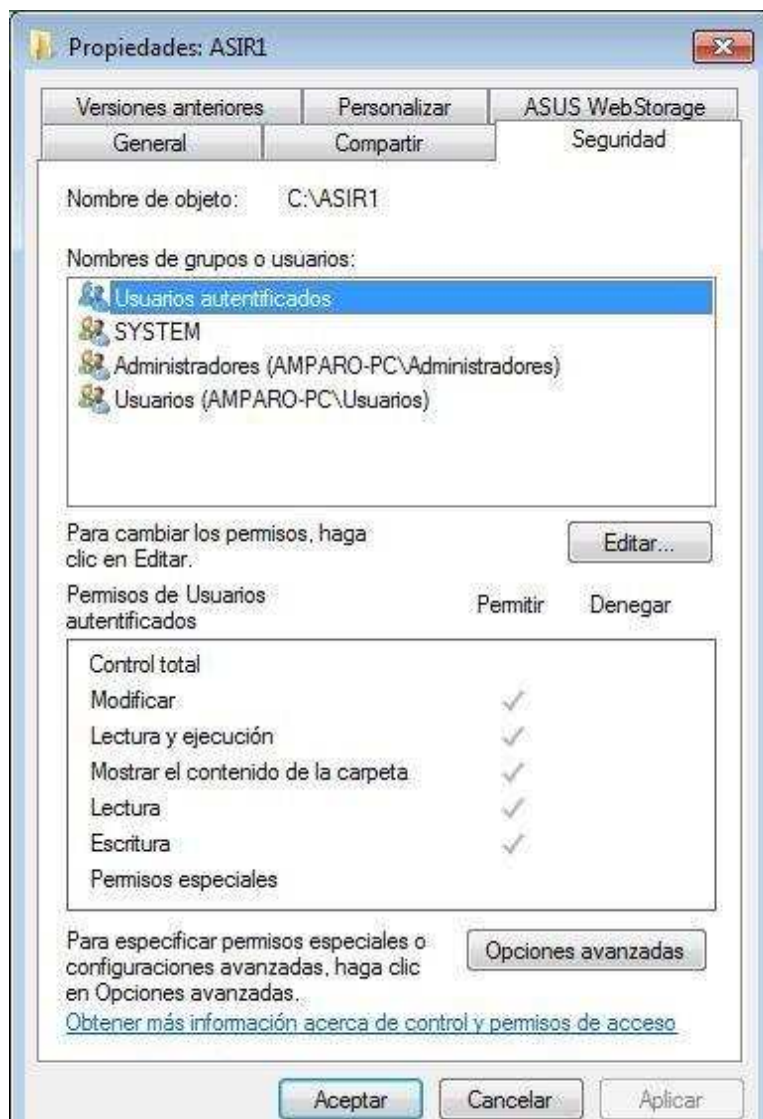 Propiedades: ASIR1
Versiones anteriores Personalizar ASUS WebStorage
General Compartir Seguridad
Nombre de objeto: C:\ASIR1
Nombres de grupos o usuarios:
Usuarios autentificados
SYSTEM
Administradores (AMPARO-PC\Administradores)
Usuarios (AMPARO-PC\Usuarios)
Para cambiar los permisos, haga
clic en Editar.
Editar...
Permisos de Usuarios
autentificados
Permitir Denegar
Control total
Modificar
Lectura y ejecución
Mostrar el contenido de la carpeta
Lectura
Escritura
Permisos especiales
Para especificar permisos especiales o
configuraciones avanzadas, haga clic
en Opciones avanzadas.
Opciones avanzadas
Obtener más información acerca de control y permisos de acceso
Aceptar Cancelar Aplicar